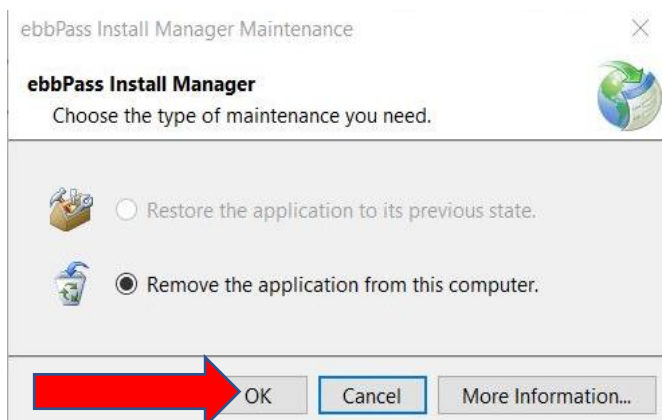 ebbPass Install Manager Maintenance
ebbPass Install Manager
Choose the type of maintenance you need.
Restore the application to its previous state.
Remove the application from this computer.
OK Cancel More Information...